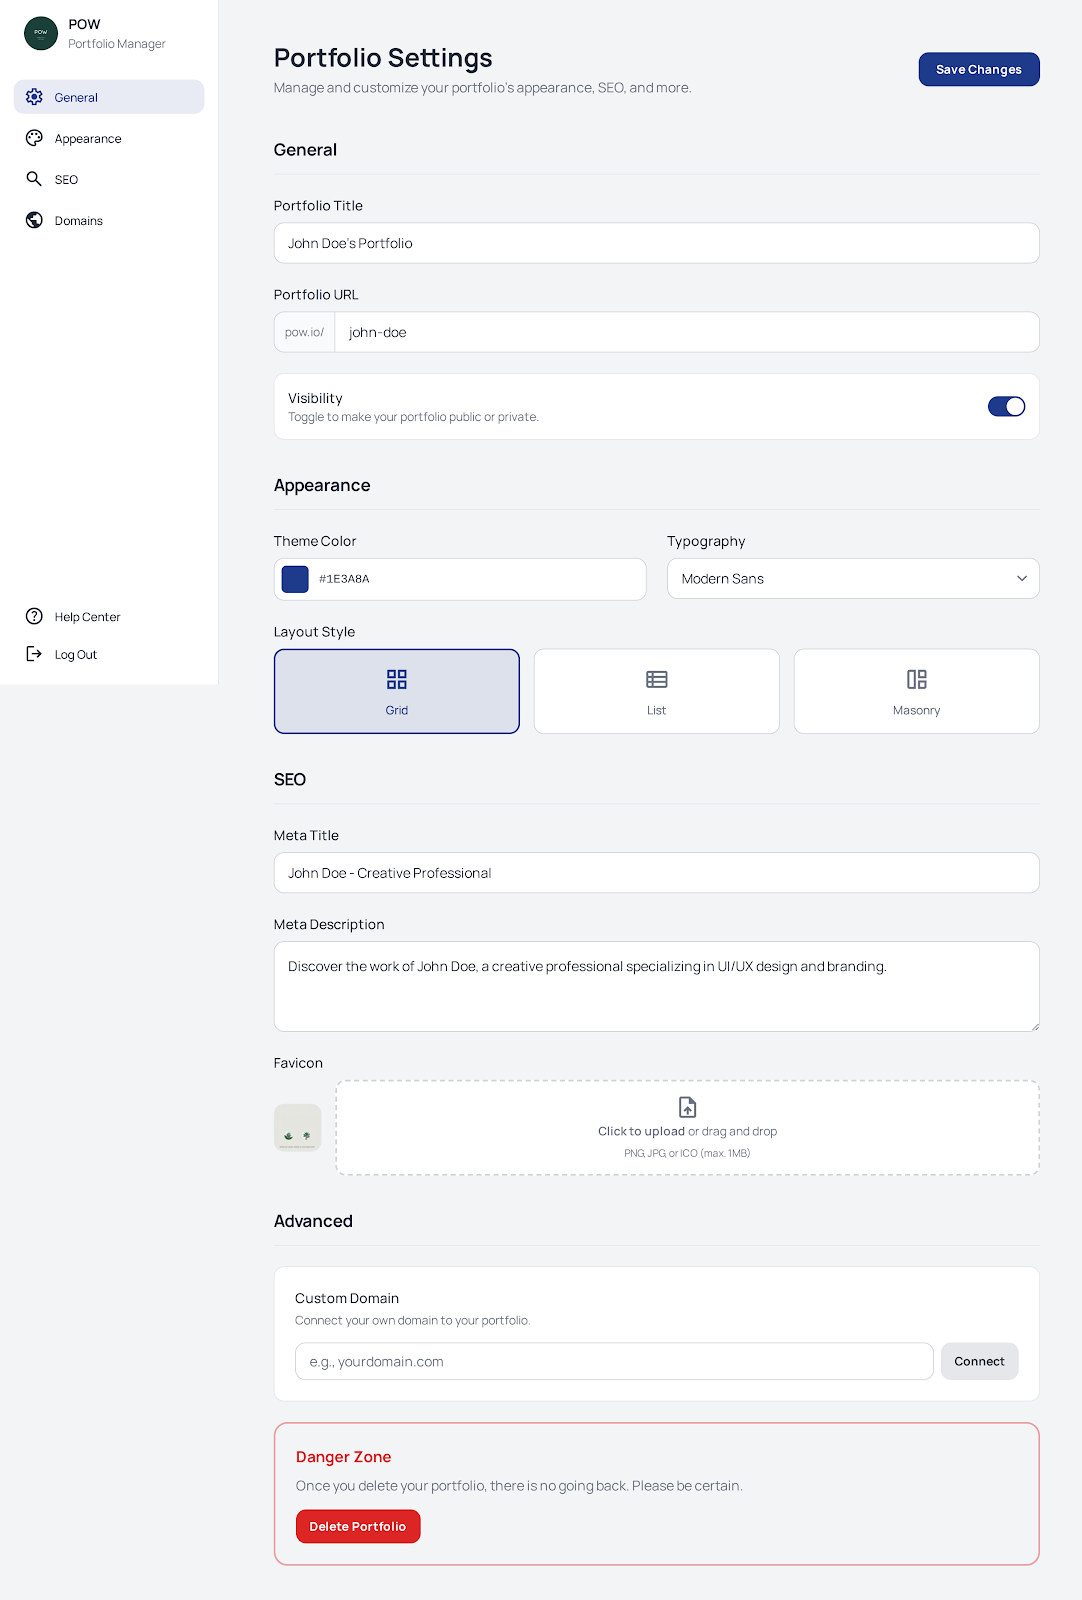 POW
POW
Portfolio Manager
General
Appearance
SEO
Domains
Help Center
Log Out
Portfolio Settings
Manage and customize your portfolio's appearance, SEO, and more.
Save Changes
General
Portfolio Title
John Doe's Portfolio
Portfolio URL
pow.io/ john-doe
Visibility
Toggle to make your portfolio public or private.
Appearance
Theme Color
#1E3A8A
Typography
Modern Sans
Layout Style
Grid
List
Masonry
SEO
Meta Title
John Doe - Creative Professional
Meta Description
Discover the work of John Doe, a creative professional specializing in UI/UX design and branding.
Favicon
Click to upload or drag and drop
PNG, JPG, or ICO (max. 1MB)
Advanced
Custom Domain
Connect your own domain to your portfolio.
e.g., yourdomain.com
Connect
Danger Zone
Once you delete your portfolio, there is no going back. Please be certain.
Delete Portfolio